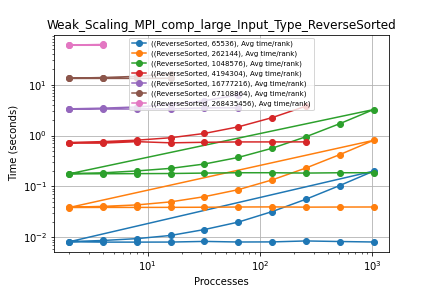 Weak_Scaling_MPI_comp_large_Input_Type_ReverseSorted
((ReverseSorted, 65536), Avg time/rank)
((ReverseSorted, 262144), Avg time/rank)
((ReverseSorted, 1048576), Avg time/rank)
((ReverseSorted, 4194304), Avg time/rank)
((ReverseSorted, 16777216), Avg time/rank)
((ReverseSorted, 67108864), Avg time/rank)
((ReverseSorted, 268435456), Avg time/rank)
Time (seconds)
10¹
10⁰
10⁻¹
10⁻²
10¹ 10² 10³
Proccesses